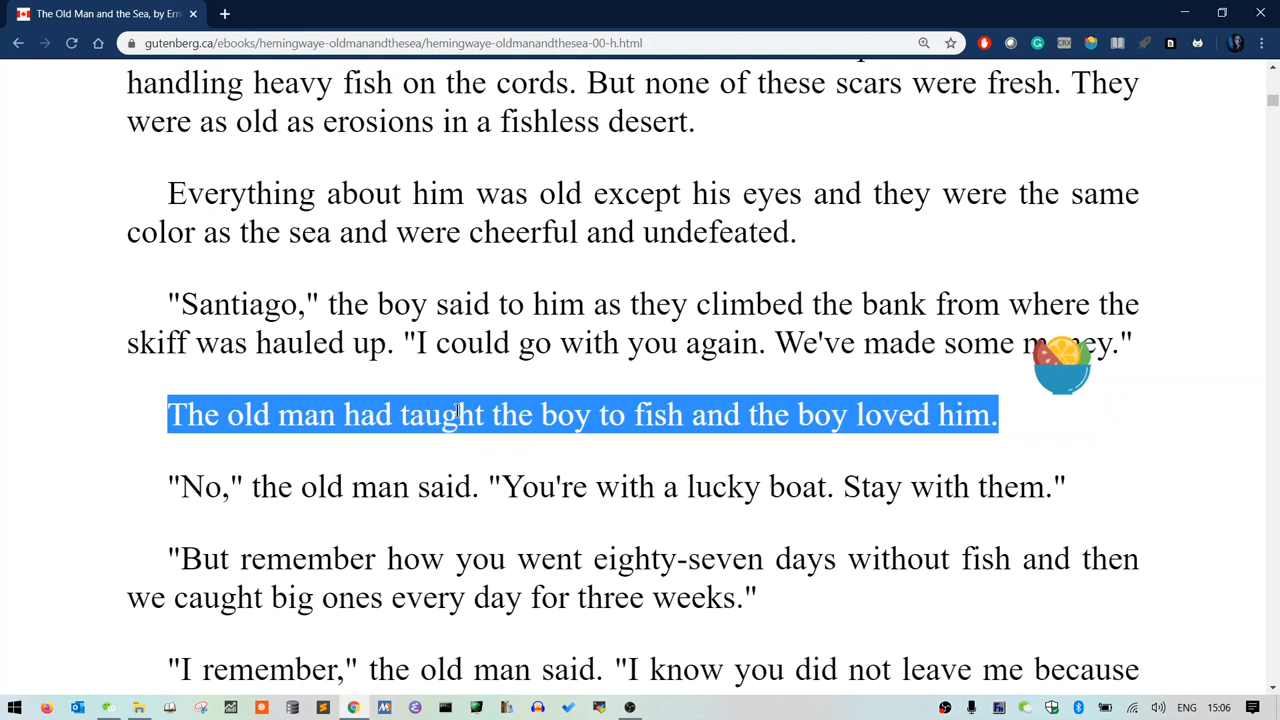 The Old Man and the Sea, by Ern
gutenberg.ca/ebooks/hemingwaye-oldmanandthesea/hemingwaye-oldmanandthesea-00-h.html
handling heavy fish on the cords. But none of these scars were fresh. They
were as old as erosions in a fishless desert.
Everything about him was old except his eyes and they were the same
color as the sea and were cheerful and undefeated.
"Santiago," the boy said to him as they climbed the bank from where the
skiff was hauled up. "I could go with you again. We've made some money."
The old man had taught the boy to fish and the boy loved him.
"No," the old man said. "You're with a lucky boat. Stay with them."
"But remember how you went eighty-seven days without fish and then
we caught big ones every day for three weeks."
"I remember," the old man said. "I know you did not leave me because
ENG 15:06